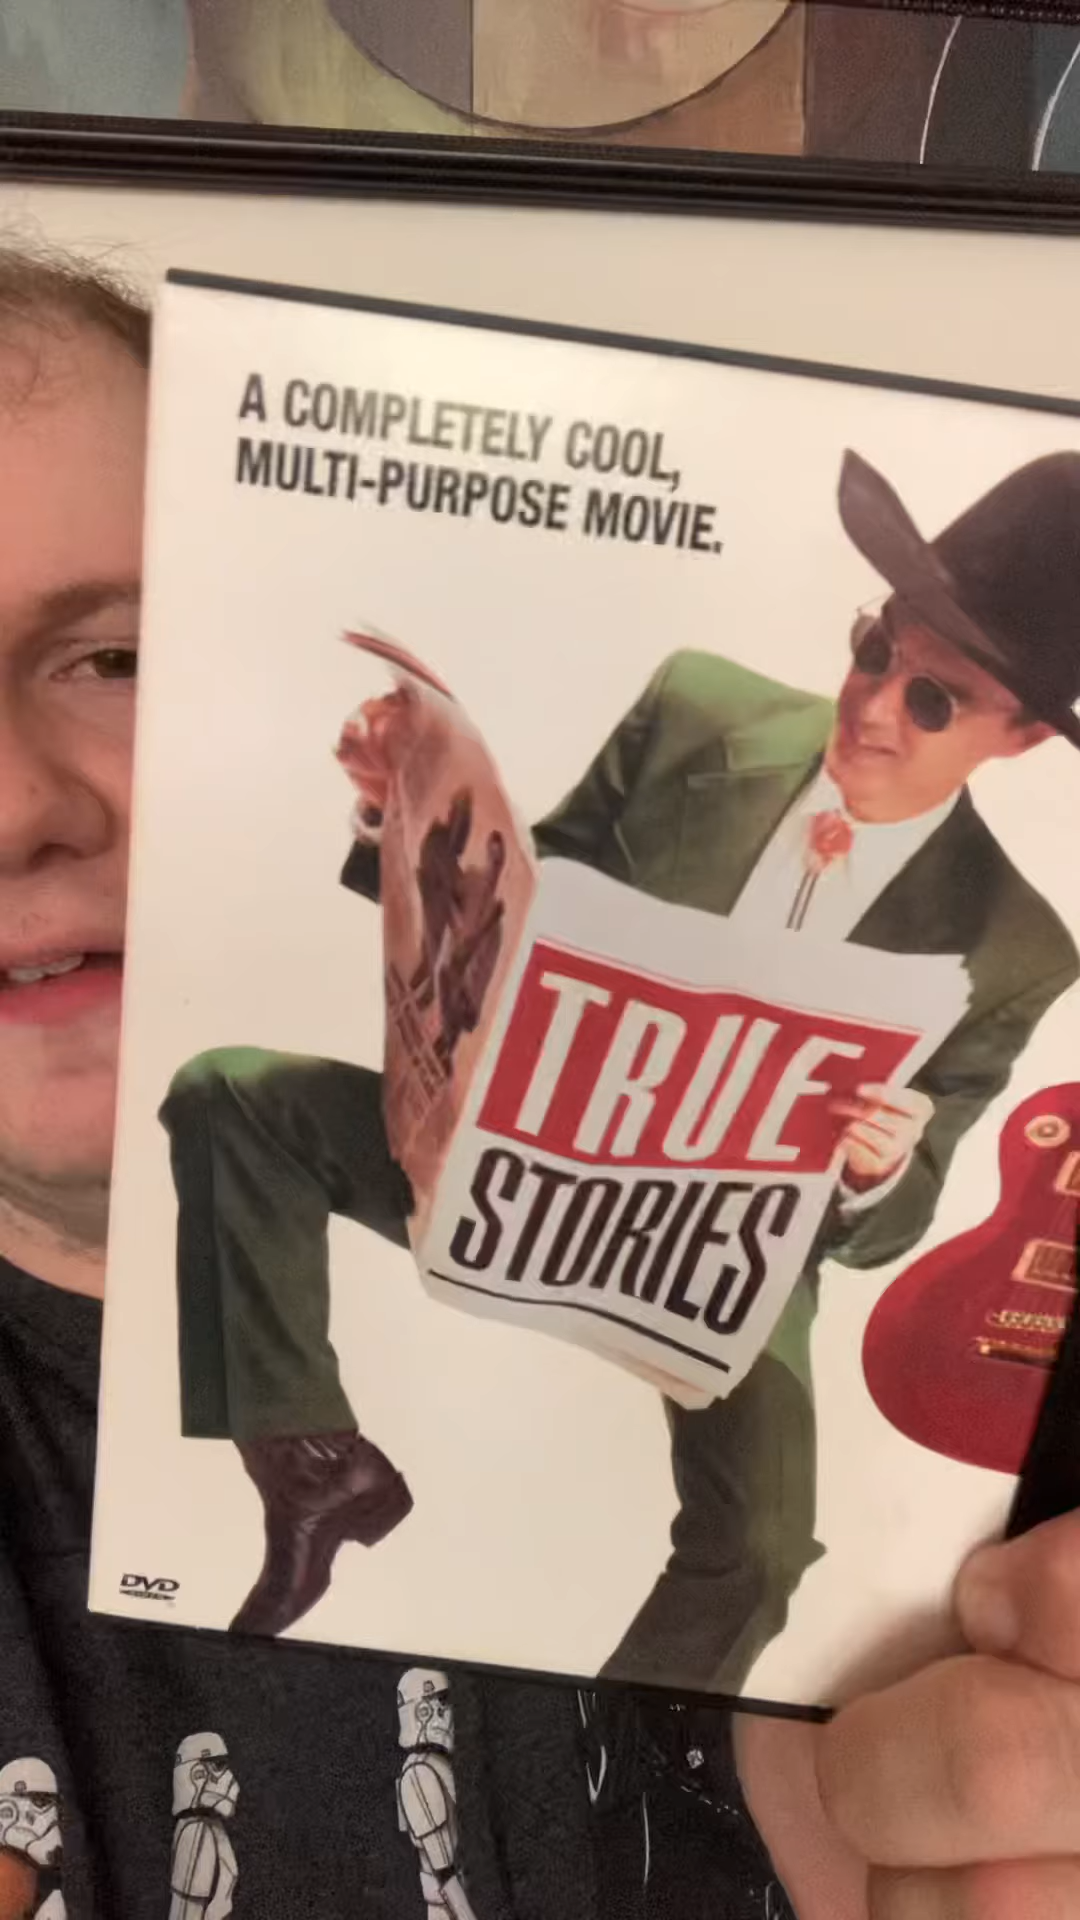 A COMPLETELY COOL,
MULTI-PURPOSE MOVIE.
TRUE
STORIES
DVD